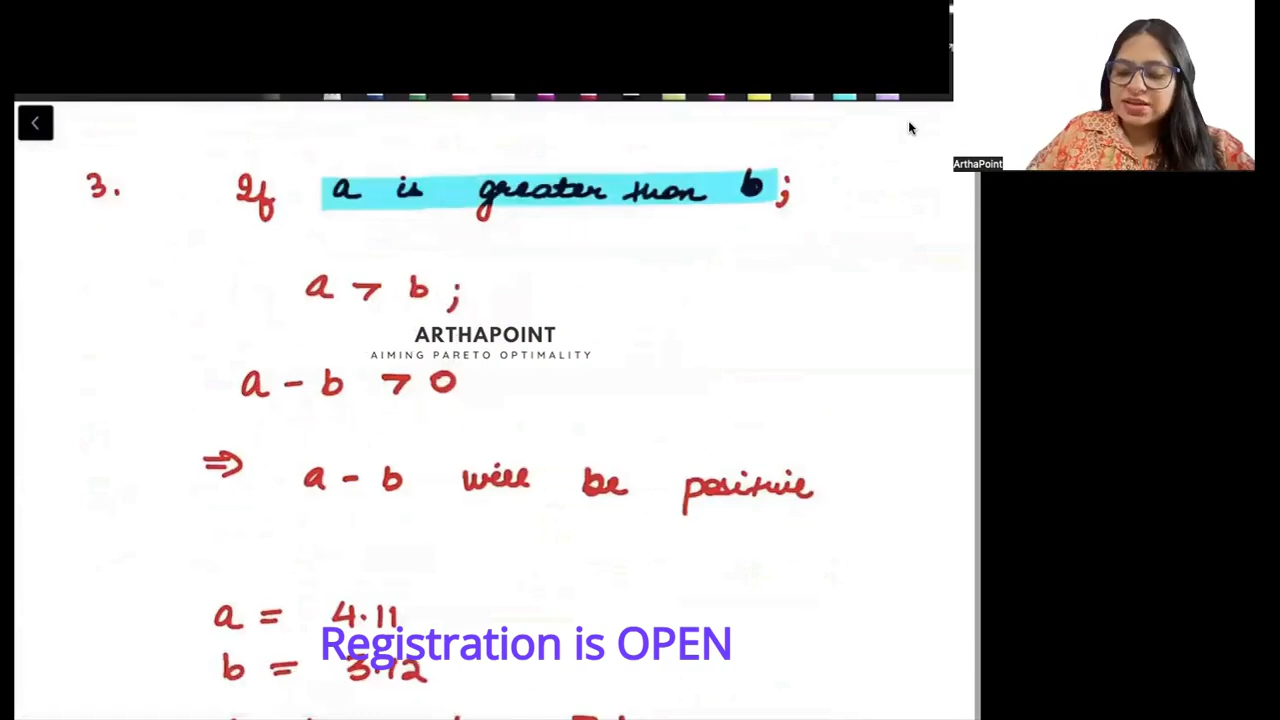 ArthaPoint
3. If a is greater than b;
a > b;
ARTHAPOINT
AIMING PARETO OPTIMALITY
a - b > 0
⇒ a - b will be positive
a = 4.11
Registration is OPEN
b =